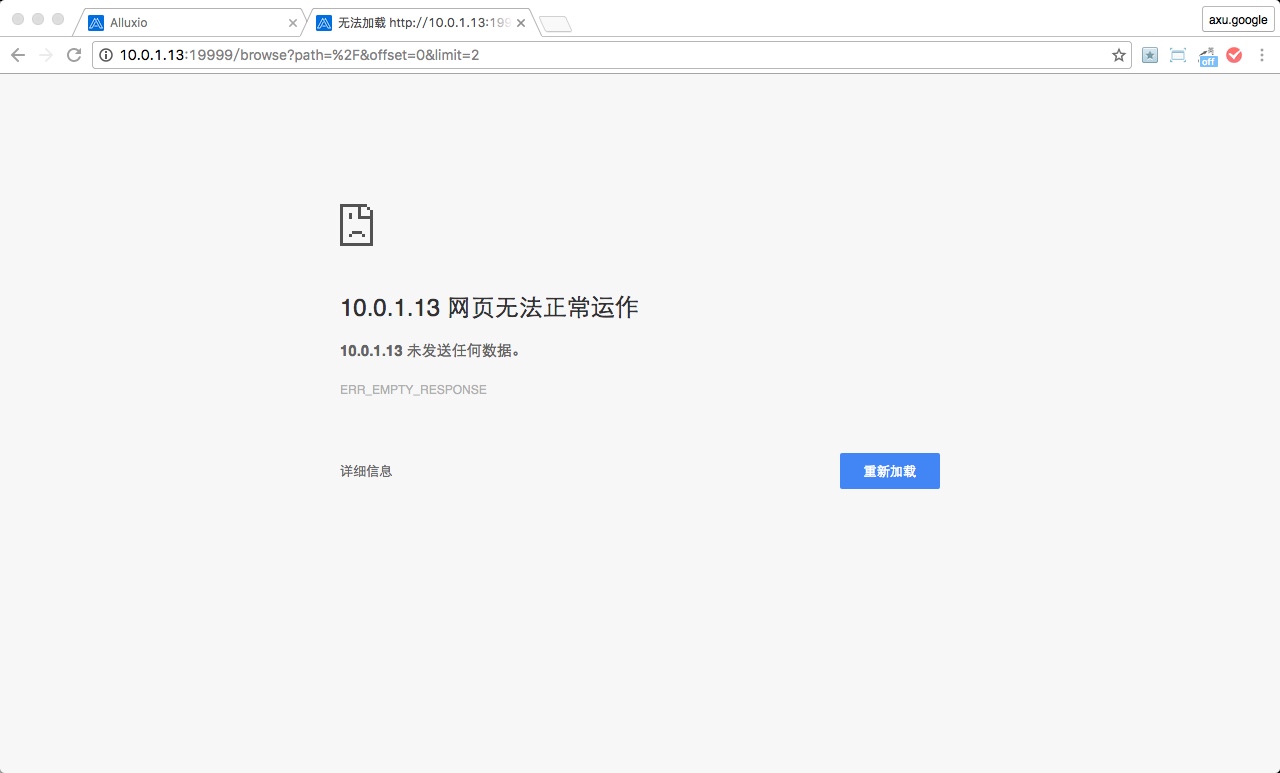 Alluxio
无法加载 http://10.0.1.13:199
axu.google
10.0.1.13:19999/browse?path=%2F&offset=0&limit=2
英
off
10.0.1.13 网页无法正常运作
10.0.1.13 未发送任何数据。
ERR_EMPTY_RESPONSE
详细信息
重新加载